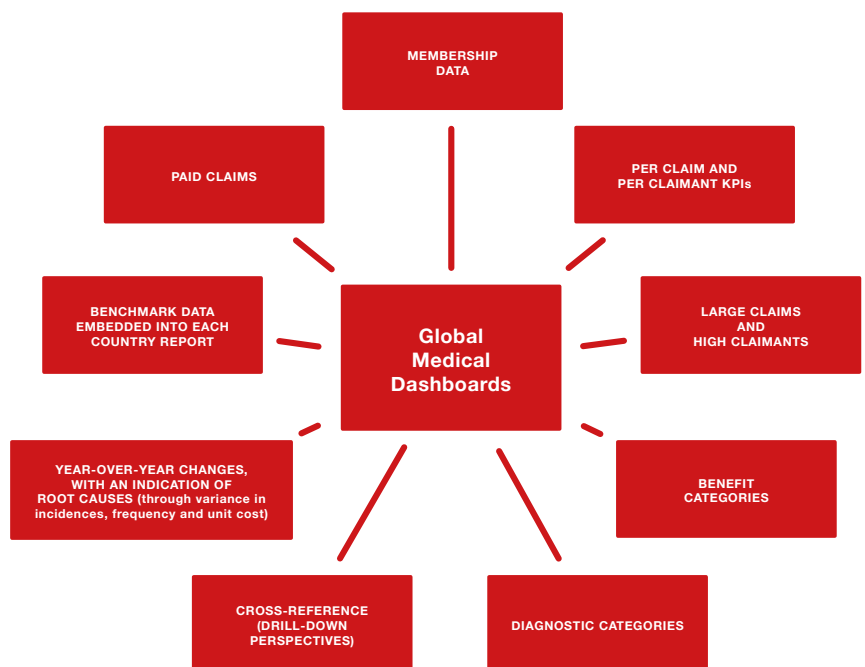 MEMBERSHIP
DATA
PAID CLAIMS
PER CLAIM AND
PER CLAIMANT KPIs
BENCHMARK DATA
EMBEDDED INTO EACH
COUNTRY REPORT
Global
Medical
Dashboards
LARGE CLAIMS
AND
HIGH CLAIMANTS
YEAR-OVER-YEAR CHANGES,
WITH AN INDICATION OF
ROOT CAUSES (through variance in
incidences, frequency and unit cost)
BENEFIT
CATEGORIES
CROSS-REFERENCE
(DRILL-DOWN
PERSPECTIVES)
DIAGNOSTIC CATEGORIES